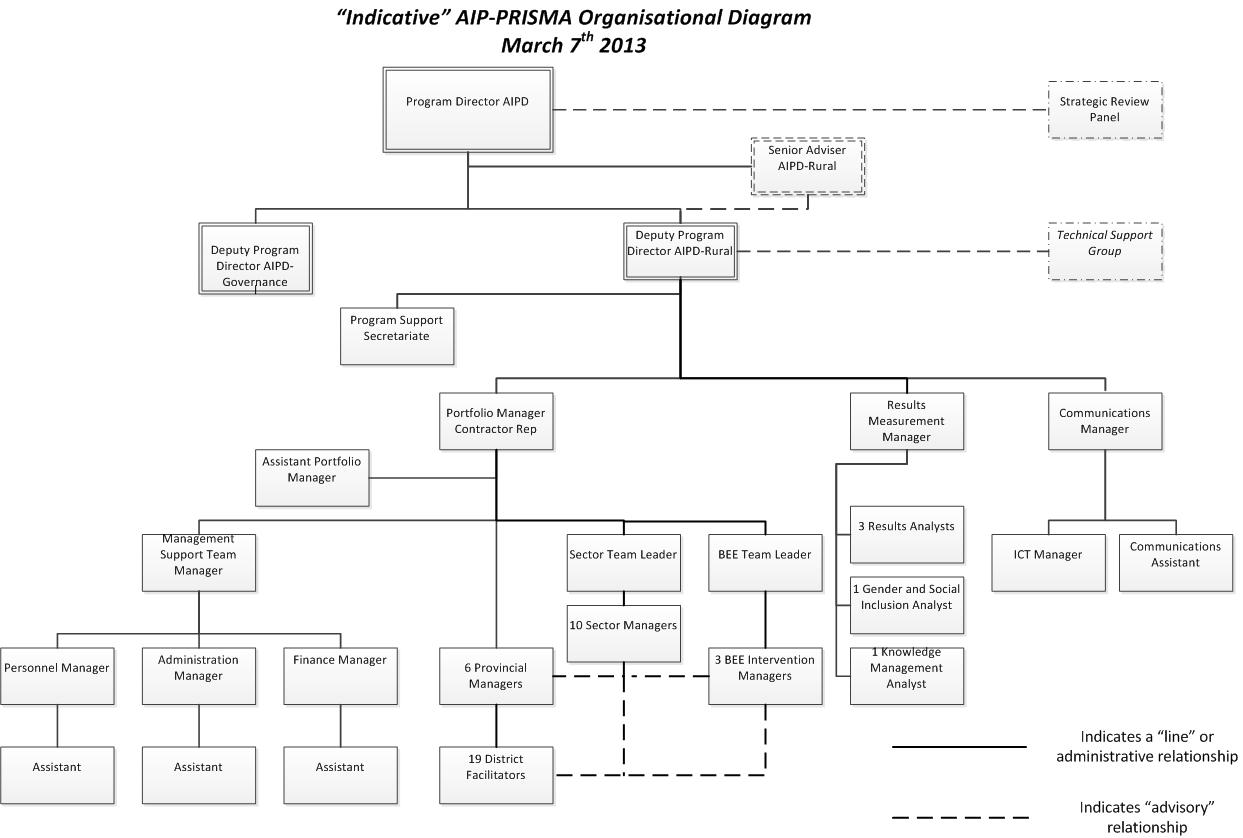 “Indicative” AIP-PRISMA Organisational Diagram
March 7th 2013
Program Director AIPD
Strategic Review
Panel
Senior Adviser
AIPD-Rural
Deputy Program
Director AIPD-
Governance
Deputy Program
Director AIPD-Rural
Technical Support
Group
Program Support
Secretariate
Portfolio Manager
Contractor Rep
Results
Measurement
Manager
Communications
Manager
Assistant Portfolio
Manager
Management
Support Team
Manager
Sector Team Leader
BEE Team Leader
3 Results Analysts
ICT Manager
Communications
Assistant
10 Sector Managers
1 Gender and Social
Inclusion Analyst
Personnel Manager
Administration
Manager
Finance Manager
6 Provincial
Managers
3 BEE Intervention
Managers
1 Knowledge
Management
Analyst
Assistant
Assistant
Assistant
19 District
Facilitators
Indicates a “line” or
administrative relationship
Indicates “advisory”
relationship